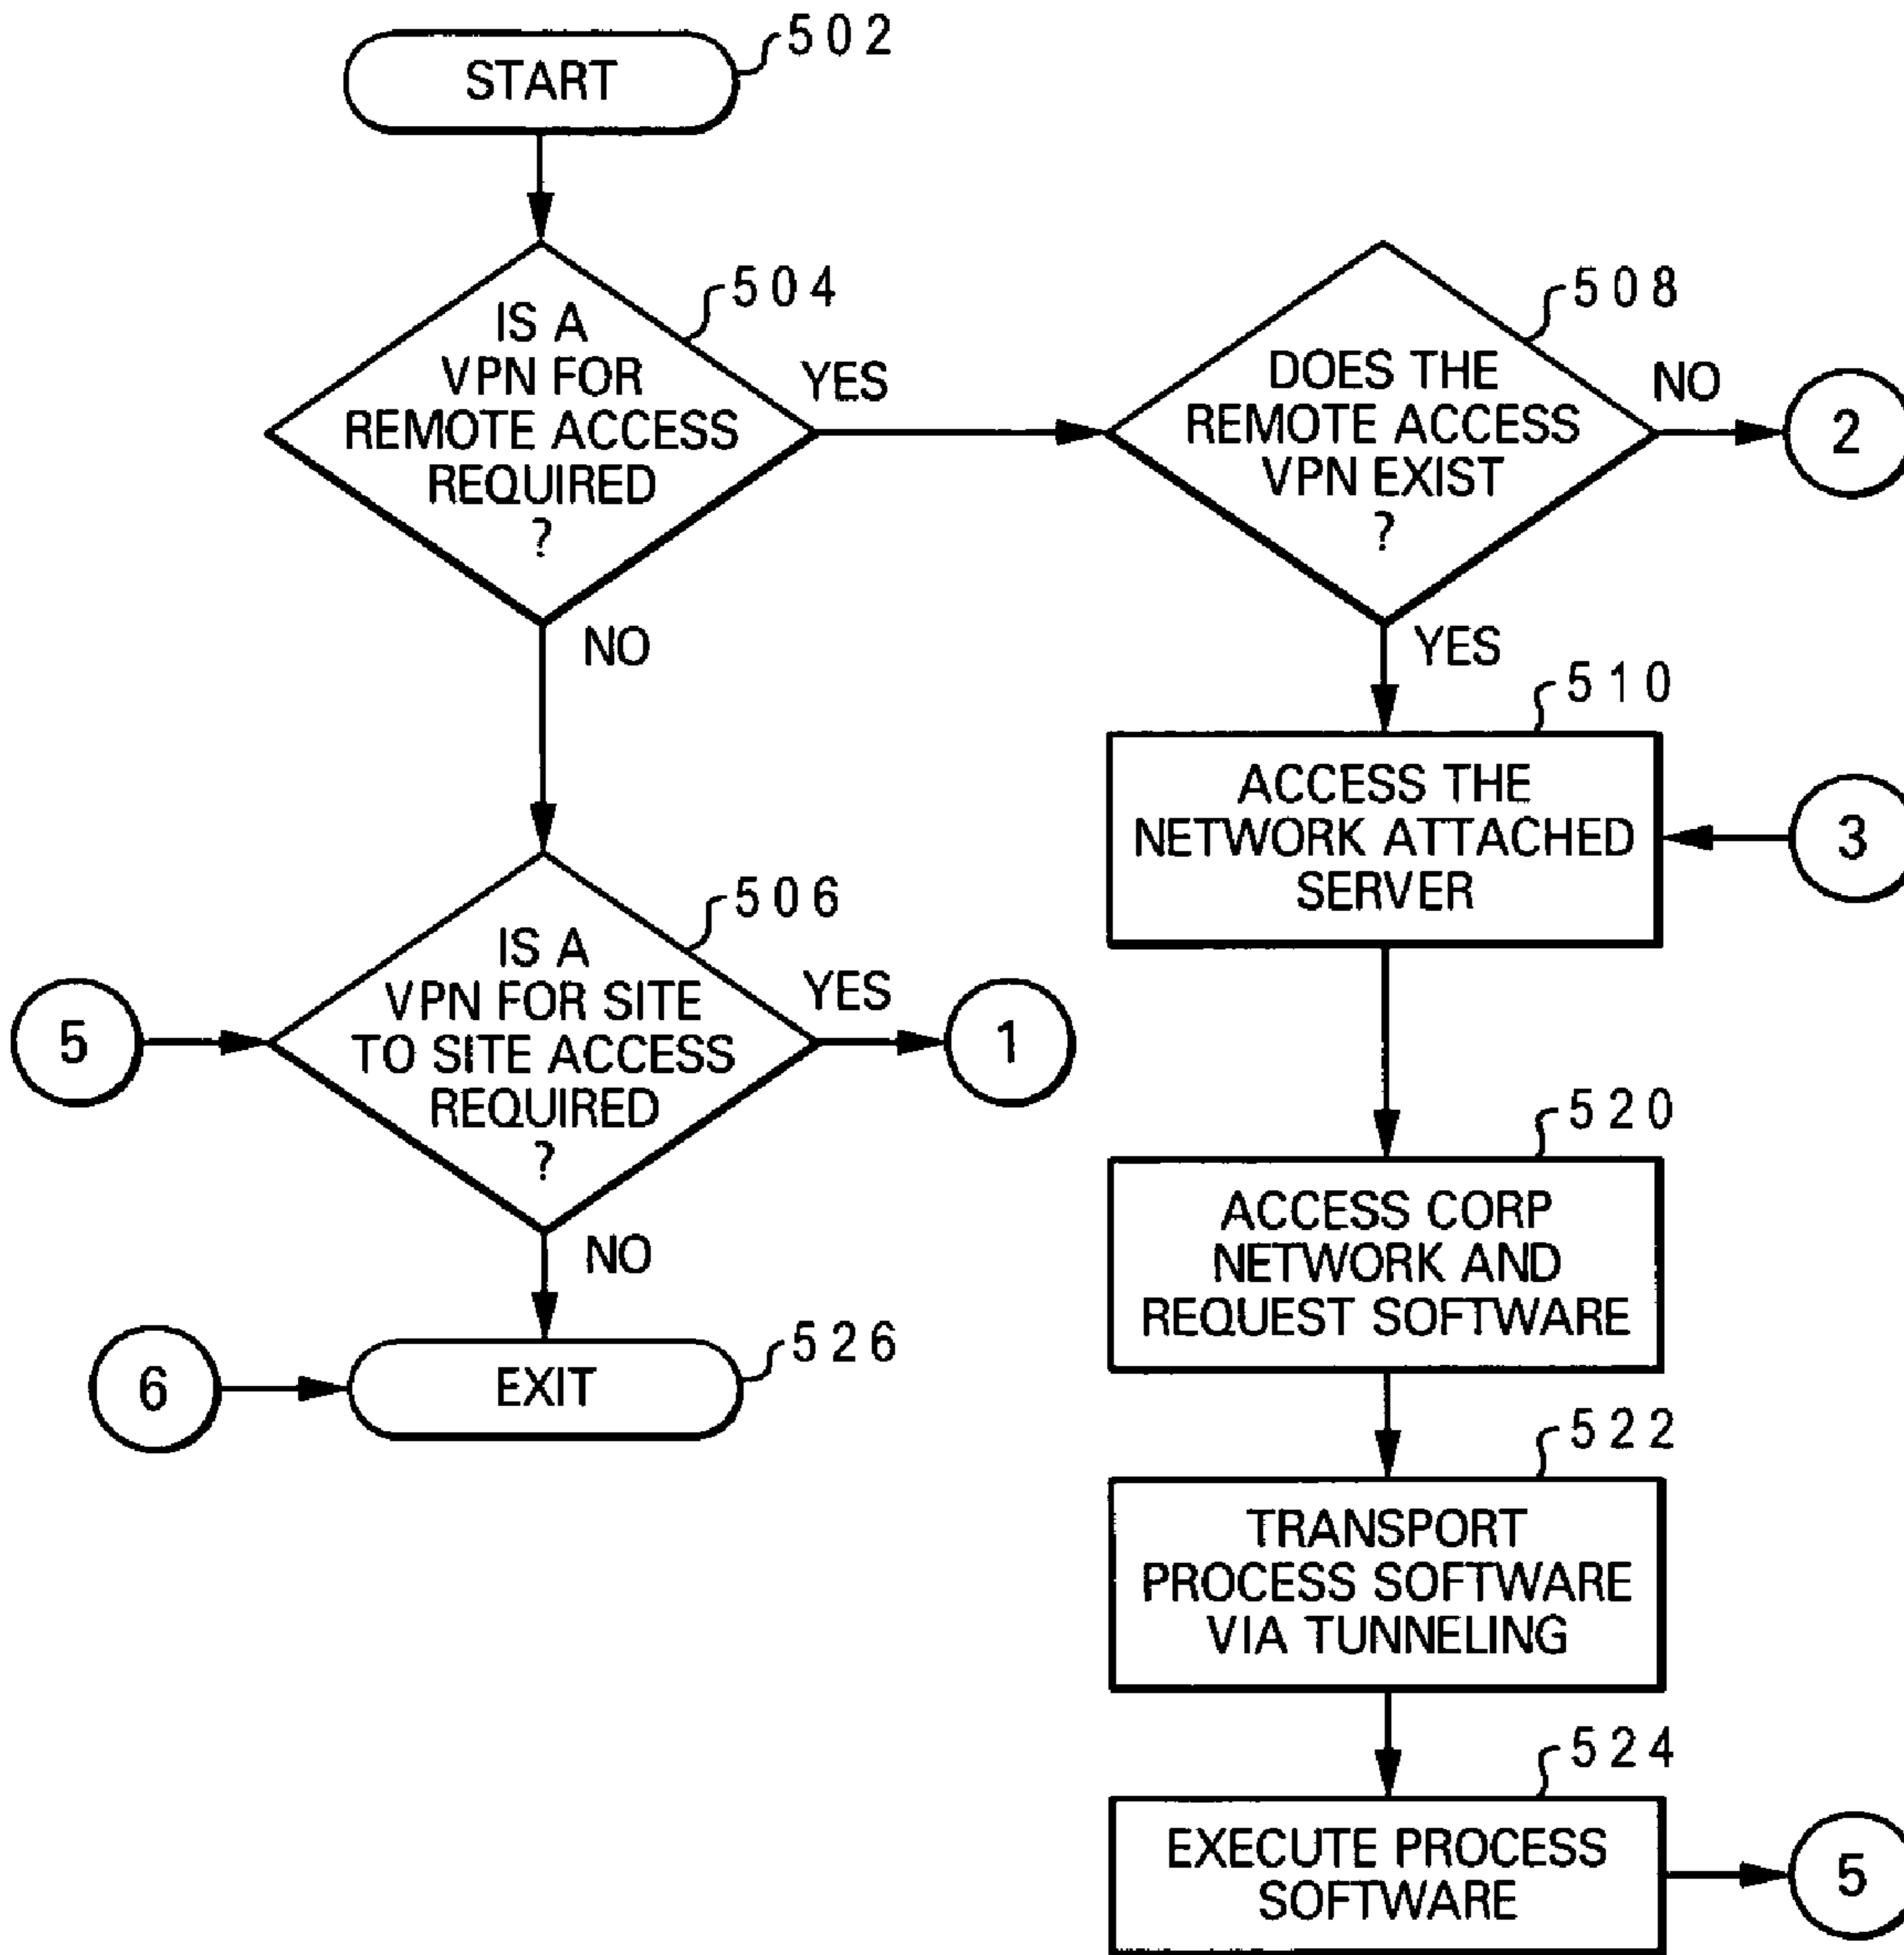 START
502
IS A
VPN FOR
REMOTE ACCESS
REQUIRED
?
504
YES
NO
DOES THE
REMOTE ACCESS
VPN EXIST
?
508
NO
2
YES
510
ACCESS THE
NETWORK ATTACHED
SERVER
3
5
IS A
VPN FOR SITE
TO SITE ACCESS
REQUIRED
?
506
YES
1
NO
6
EXIT
526
520
ACCESS CORP
NETWORK AND
REQUEST SOFTWARE
522
TRANSPORT
PROCESS SOFTWARE
VIA TUNNELING
524
EXECUTE PROCESS
SOFTWARE
5